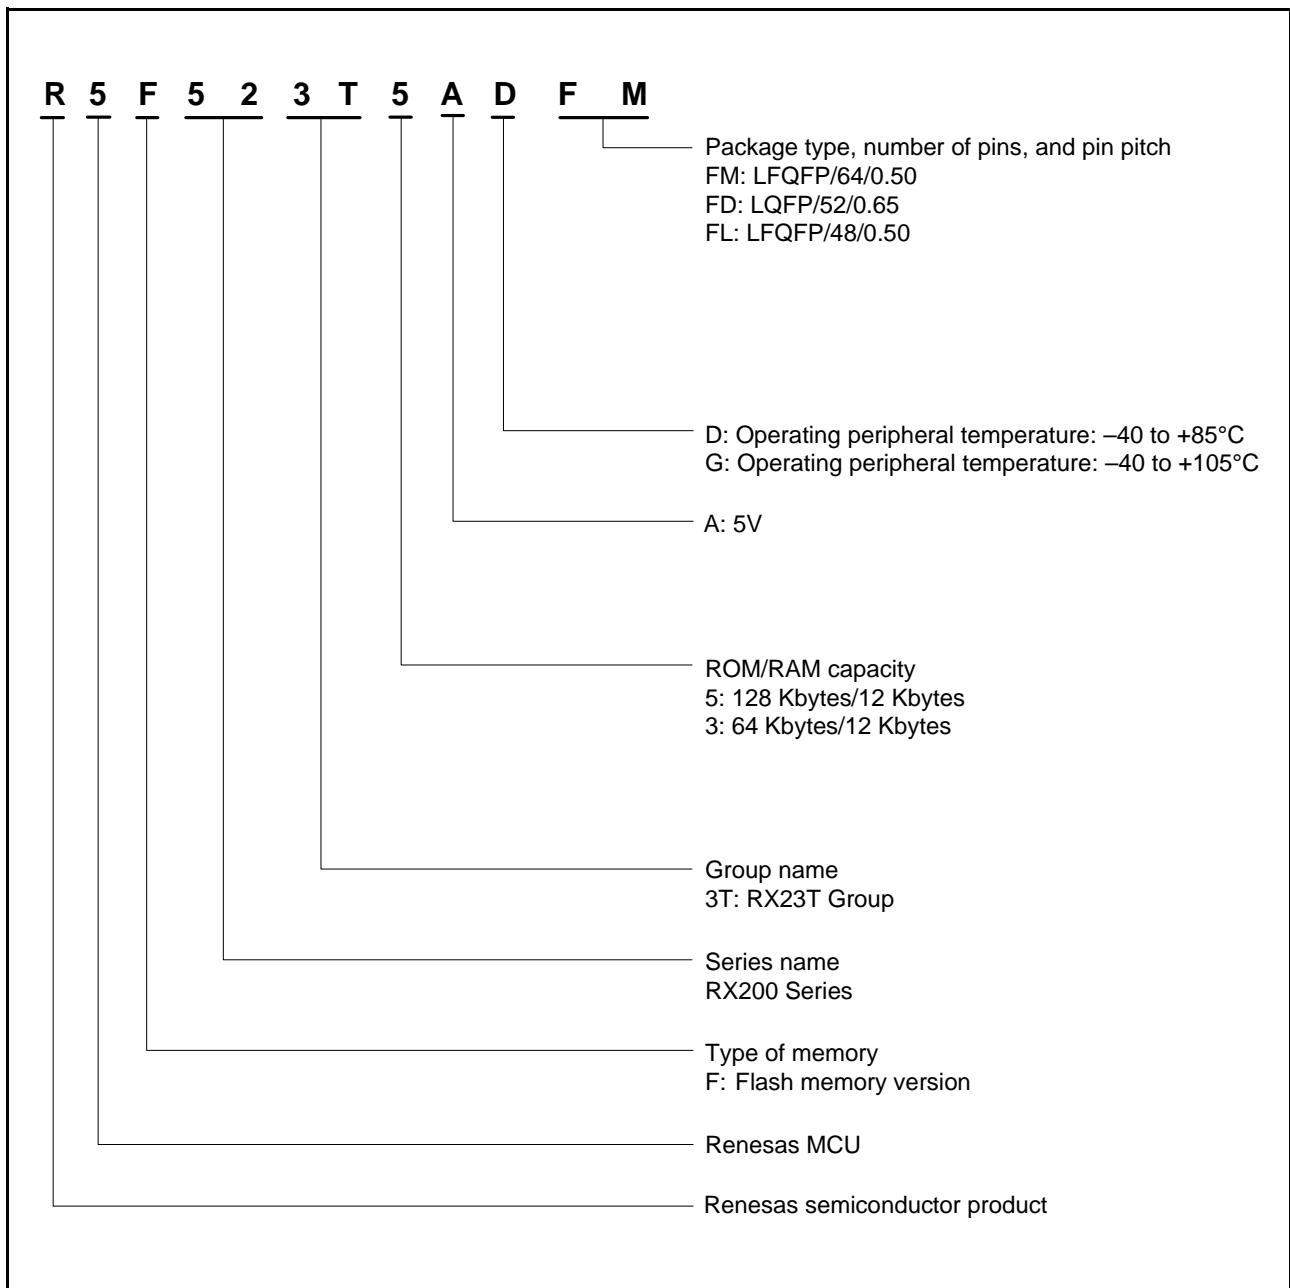 R 5 F 5 2 3 T 5 A D F M
Package type, number of pins, and pin pitch
FM: LFQFP/64/0.50
FD: LQFP/52/0.65
FL: LFQFP/48/0.50
D: Operating peripheral temperature: –40 to +85°C
G: Operating peripheral temperature: –40 to +105°C
A: 5V
ROM/RAM capacity
5: 128 Kbytes/12 Kbytes
3: 64 Kbytes/12 Kbytes
Group name
3T: RX23T Group
Series name
RX200 Series
Type of memory
F: Flash memory version
Renesas MCU
Renesas semiconductor product